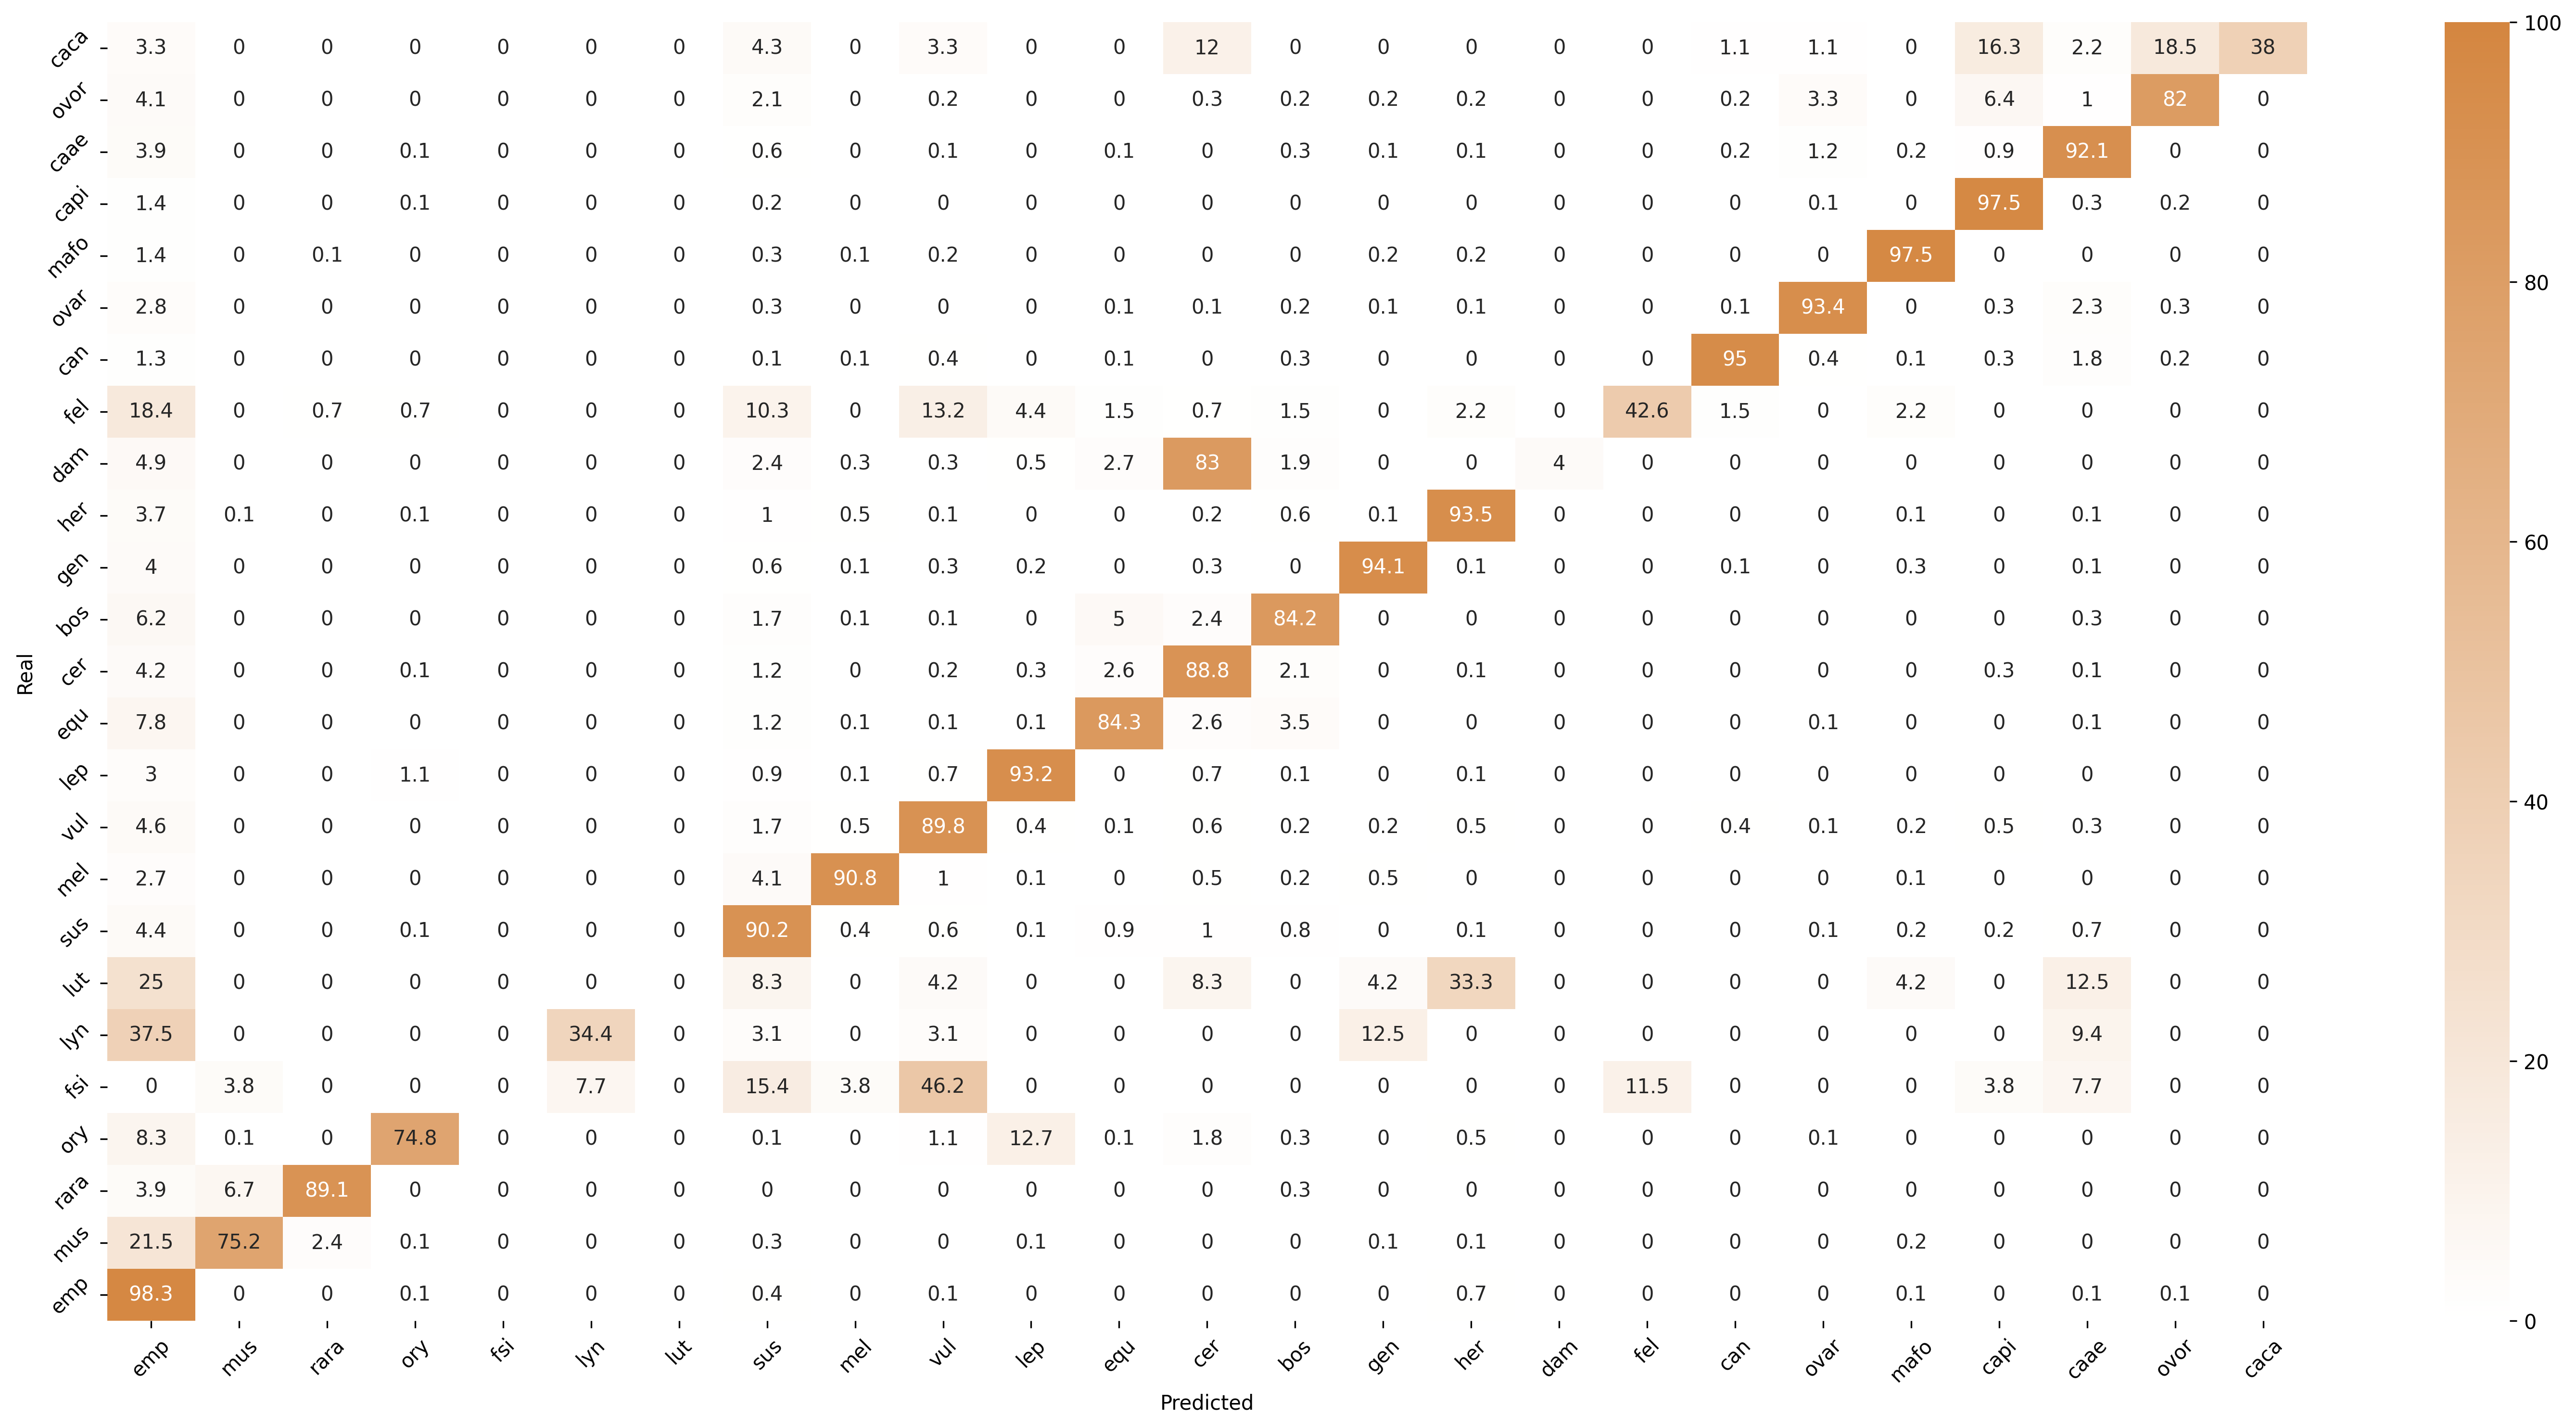 caca 3.3 0 0 0 0 0 0 4.3 0 3.3 0 0 12 0 0 0 0 0 1.1 1.1 0 16.3 2.2 18.5 38
ovor 4.1 0 0 0 0 0 0 2.1 0 0.2 0 0 0.3 0.2 0.2 0.2 0 0 0.2 3.3 0 6.4 1 82 0
caae 3.9 0 0 0.1 0 0 0 0.6 0 0.1 0 0.1 0 0.3 0.1 0.1 0 0 0.2 1.2 0.2 0.9 92.1 0 0
capi 1.4 0 0 0.1 0 0 0 0.2 0 0 0 0 0 0 0 0 0 0 0 0.1 0 97.5 0.3 0.2 0
mafo 1.4 0 0.1 0 0 0 0 0.3 0.1 0.2 0 0 0 0 0.2 0.2 0 0 0 0 97.5 0 0 0 0
ovar 2.8 0 0 0 0 0 0 0.3 0 0 0 0.1 0.1 0.2 0.1 0.1 0 0 0.1 93.4 0 0.3 2.3 0.3 0
can 1.3 0 0 0 0 0 0 0.1 0.1 0.4 0 0.1 0 0.3 0 0 0 0 95 0.4 0.1 0.3 1.8 0.2 0
fel 18.4 0 0.7 0.7 0 0 0 10.3 0 13.2 4.4 1.5 0.7 1.5 0 2.2 0 42.6 1.5 0 2.2 0 0 0 0
dam 4.9 0 0 0 0 0 0 2.4 0.3 0.3 0.5 2.7 83 1.9 0 0 4 0 0 0 0 0 0 0 0
her 3.7 0.1 0 0.1 0 0 0 1 0.5 0.1 0 0 0.2 0.6 0.1 93.5 0 0 0 0 0.1 0 0.1 0 0
gen 4 0 0 0 0 0 0 0.6 0.1 0.3 0.2 0 0.3 0 94.1 0.1 0 0 0.1 0 0.3 0 0.1 0 0
bos 6.2 0 0 0 0 0 0 1.7 0.1 0.1 0 5 2.4 84.2 0 0 0 0 0 0 0 0 0.3 0 0
cer 4.2 0 0 0.1 0 0 0 1.2 0 0.2 0.3 2.6 88.8 2.1 0 0.1 0 0 0 0 0 0.3 0.1 0 0
equ 7.8 0 0 0 0 0 0 1.2 0.1 0.1 0.1 84.3 2.6 3.5 0 0 0 0 0 0.1 0 0 0.1 0 0
lep 3 0 0 1.1 0 0 0 0.9 0.1 0.7 93.2 0 0.7 0.1 0 0.1 0 0 0 0 0 0 0 0 0
vul 4.6 0 0 0 0 0 0 1.7 0.5 89.8 0.4 0.1 0.6 0.2 0.2 0.5 0 0 0.4 0.1 0.2 0.5 0.3 0 0
mel 2.7 0 0 0 0 0 0 4.1 90.8 1 0.1 0 0.5 0.2 0.5 0 0 0 0 0 0.1 0 0 0 0
sus 4.4 0 0 0.1 0 0 0 90.2 0.4 0.6 0.1 0.9 1 0.8 0 0.1 0 0 0 0.1 0.2 0.2 0.7 0 0
lut 25 0 0 0 0 0 0 8.3 0 4.2 0 0 8.3 0 4.2 33.3 0 0 0 0 4.2 0 12.5 0 0
lyn 37.5 0 0 0 0 34.4 0 3.1 0 3.1 0 0 0 0 12.5 0 0 0 0 0 0 0 9.4 0 0
fsi 0 3.8 0 0 0 7.7 0 15.4 3.8 46.2 0 0 0 0 0 0 0 11.5 0 0 0 3.8 7.7 0 0
ory 8.3 0.1 0 74.8 0 0 0 0.1 0 1.1 12.7 0.1 1.8 0.3 0 0.5 0 0 0 0.1 0 0 0 0 0
rara 3.9 6.7 89.1 0 0 0 0 0 0 0 0 0 0 0.3 0 0 0 0 0 0 0 0 0 0 0
mus 21.5 75.2 2.4 0.1 0 0 0 0.3 0 0 0.1 0 0 0 0.1 0.1 0 0 0 0 0.2 0 0 0 0
emp 98.3 0 0 0.1 0 0 0 0.4 0 0.1 0 0 0 0 0 0.7 0 0 0 0 0.1 0 0.1 0.1 0
emp mus rara ory fsi lyn lut sus mel vul lep equ cer bos gen her dam fel can ovar mafo capi caae ovor caca
Real
Predicted
100
80
60
40
20
0